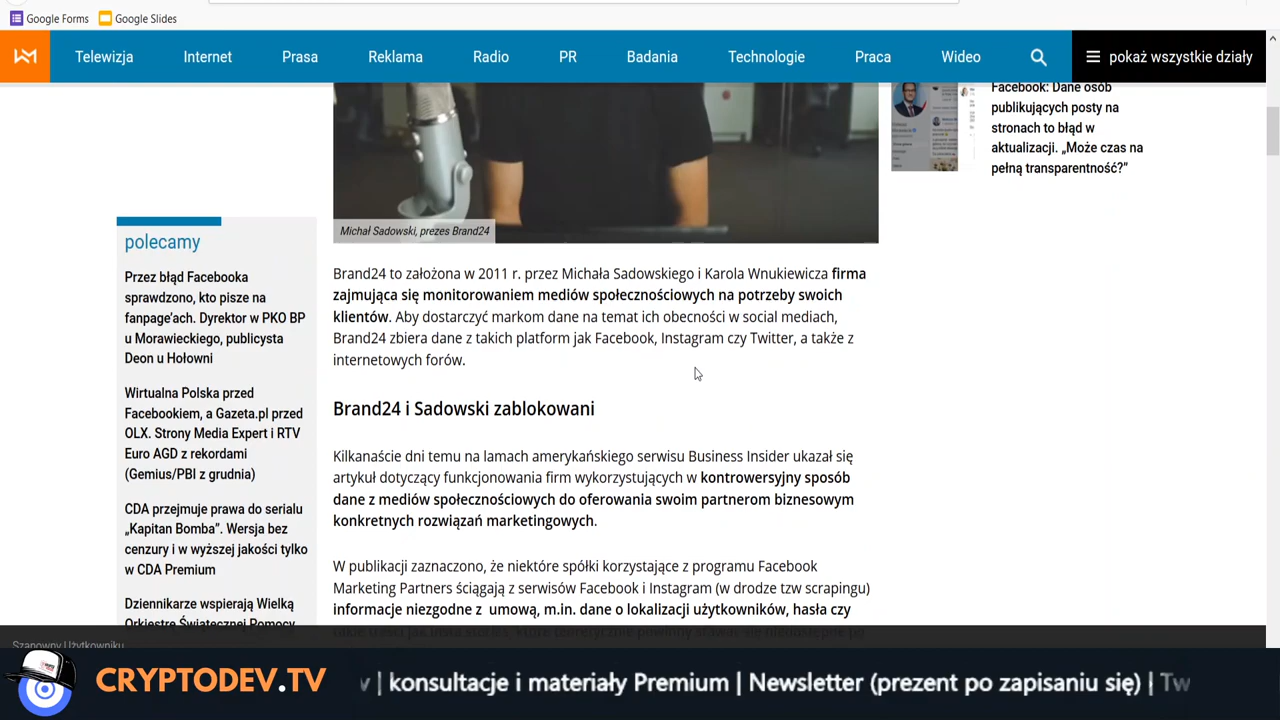 Google Forms
Google Slides
Telewizja
Internet
Prasa
Reklama
Radio
PR
Badania
Technologie
Praca
Wideo
pokaż wszystkie działy
Facebook: Dane osób
publikujących posty na
stronach to błąd w
aktualizacji. „Może czas na
pełną transparentność?”
Michał Sadowski, prezes Brand24
polecamy
Przez błąd Facebooka
sprawdzono, kto pisze na
fanpage’ach. Dyrektor w PKO BP
u Morawieckiego, publicysta
Deon u Hołowni
Wirtualna Polska przed
Facebookiem, a Gazeta.pl przed
OLX. Strony Media Expert i RTV
Euro AGD z rekordami
(Gemius/PBI z grudnia)
CDA przejmuje prawa do serialu
„Kapitan Bomba”. Wersja bez
cenzury i w wyższej jakości tylko
w CDA Premium
Dziennikarze wspierają Wielką
Orkiestrę Świątecznej Pomocy
Brand24 to założona w 2011 r. przez Michała Sadowskiego i Karola Wnukiewicza firma
zajmująca się monitorowaniem mediów społecznościowych na potrzeby swoich
klientów. Aby dostarczyć markom dane na temat ich obecności w social mediach,
Brand24 zbiera dane z takich platform jak Facebook, Instagram czy Twitter, a także z
internetowych forów.
Brand24 i Sadowski zablokowani
Kilkanaście dni temu na lamach amerykańskiego serwisu Business Insider ukazał się
artykuł dotyczący funkcjonowania firm wykorzystujących w kontrowersyjny sposób
dane z mediów społecznościowych do oferowania swoim partnerom biznesowym
konkretnych rozwiązań marketingowych.
W publikacji zaznaczono, że niektóre spółki korzystające z programu Facebook
Marketing Partners ściągają z serwisów Facebook i Instagram (w drodze tzw scrapingu)
informacje niezgodne z umową, m.in. dane o lokalizacji użytkowników, hasła czy
Szanowny Użytkowniku
CRYPTODEV.TV
v | konsultacje i materiały Premium | Newsletter (prezent po zapisaniu się) | Tw